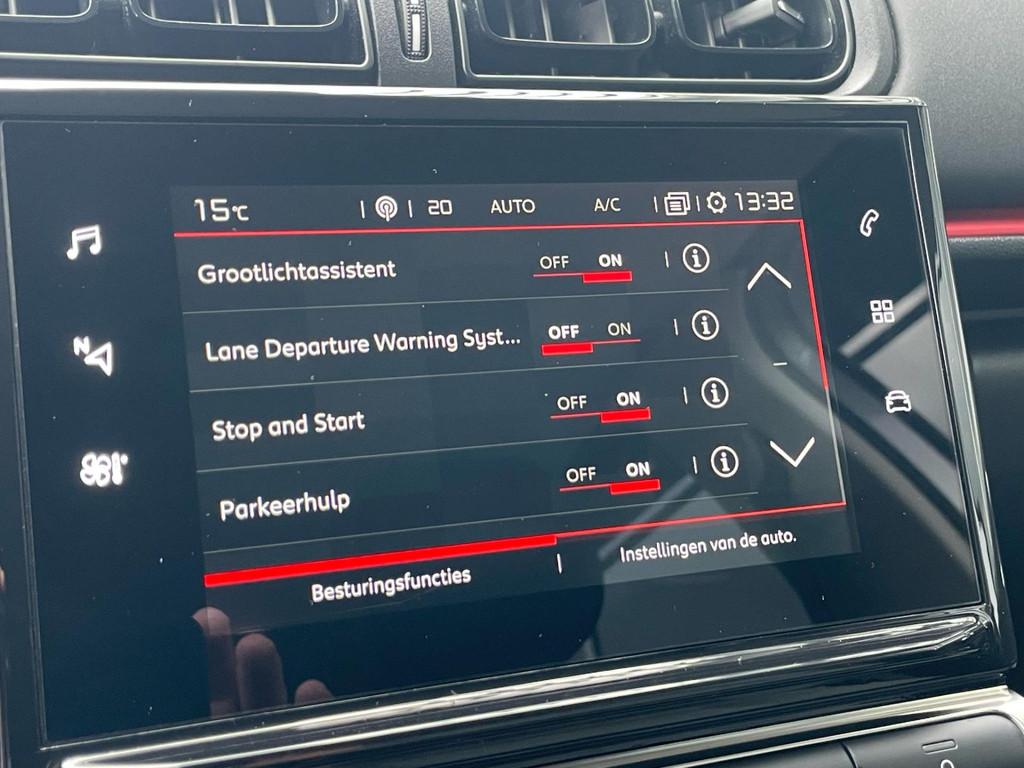 15°C 20 AUTO A/C 13:32
Grootlichtassistent OFF ON
Lane Departure Warning Syst... OFF ON
Stop and Start OFF ON
Parkeerhulp OFF ON
Besturingsfuncties Instellingen van de auto.
N